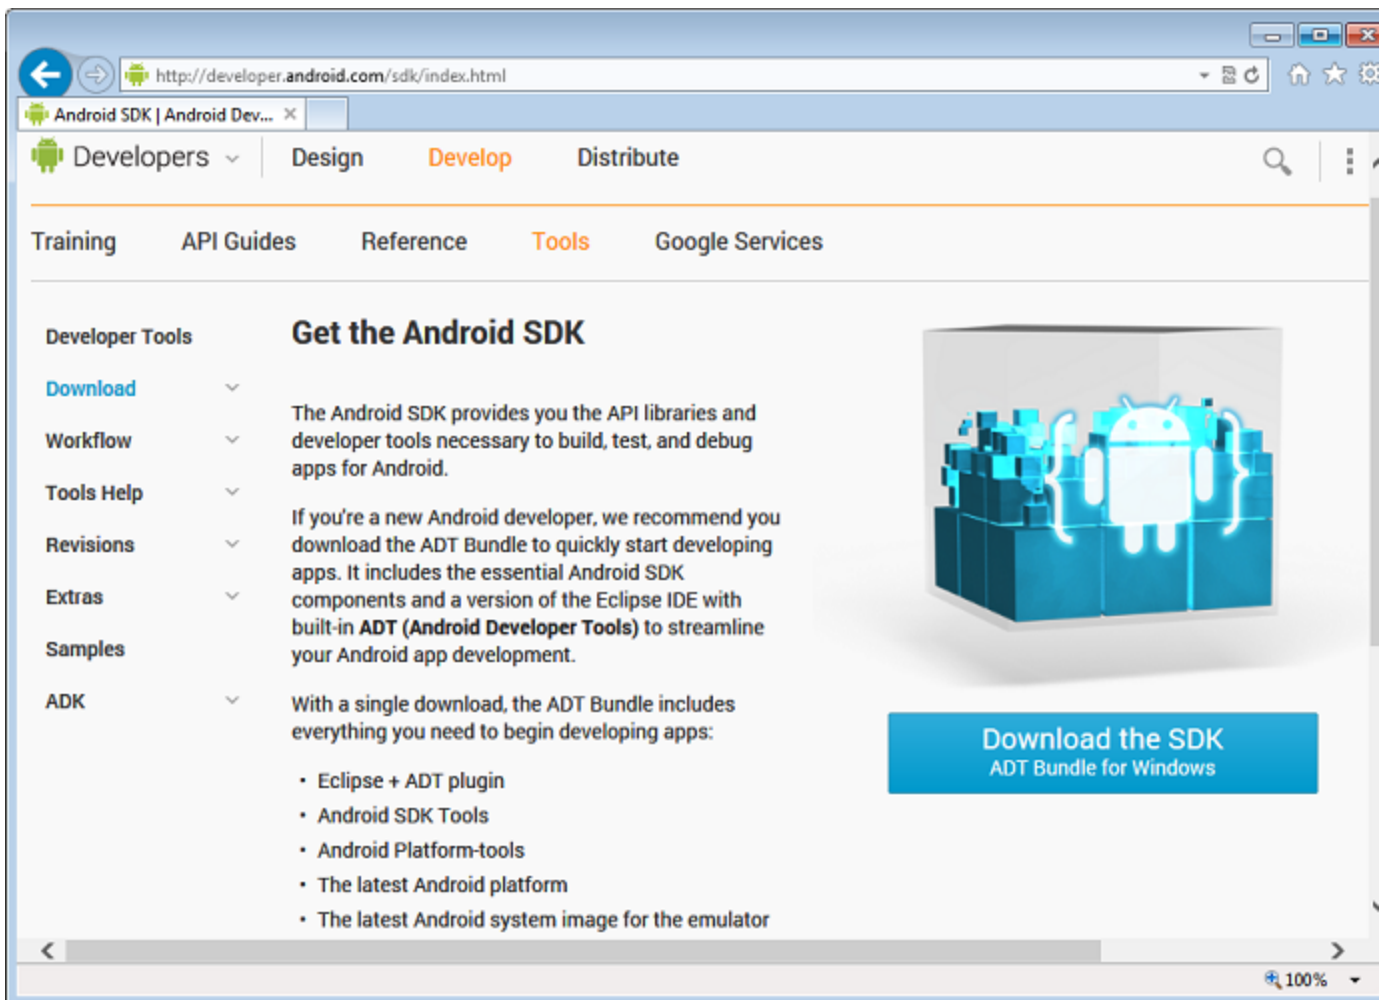 http://developer.android.com/sdk/index.html
Android SDK | Android Dev...
Developers Design Develop Distribute
Training API Guides Reference Tools Google Services
Developer Tools
Download
Workflow
Tools Help
Revisions
Extras
Samples
ADK
Get the Android SDK
The Android SDK provides you the API libraries and
developer tools necessary to build, test, and debug
apps for Android.
If you're a new Android developer, we recommend you
download the ADT Bundle to quickly start developing
apps. It includes the essential Android SDK
components and a version of the Eclipse IDE with
built-in ADT (Android Developer Tools) to streamline
your Android app development.
With a single download, the ADT Bundle includes
everything you need to begin developing apps:
• Eclipse + ADT plugin
• Android SDK Tools
• Android Platform-tools
• The latest Android platform
• The latest Android system image for the emulator
{ }
Download the SDK
ADT Bundle for Windows
100%